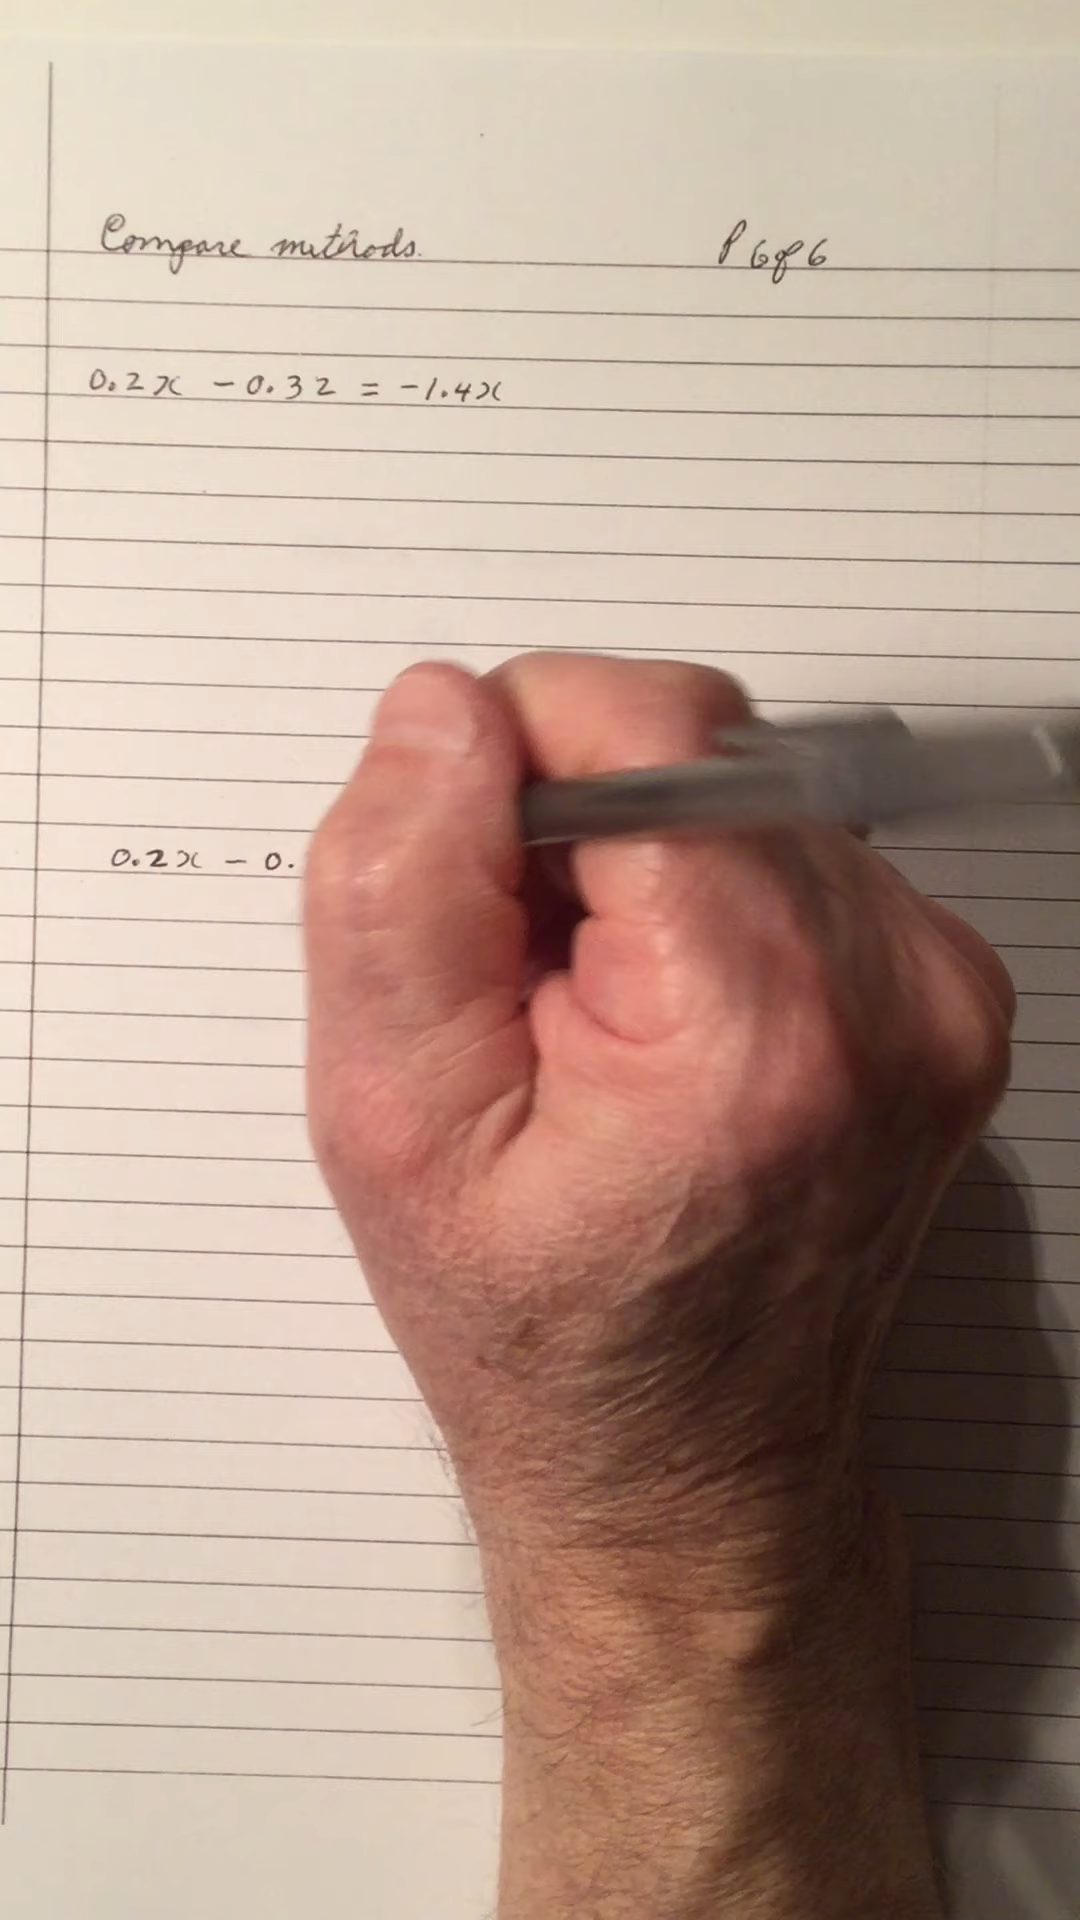 Compare methods. P 6 of 6
0.2x - 0.32 = -1.4x
0.2x - 0.